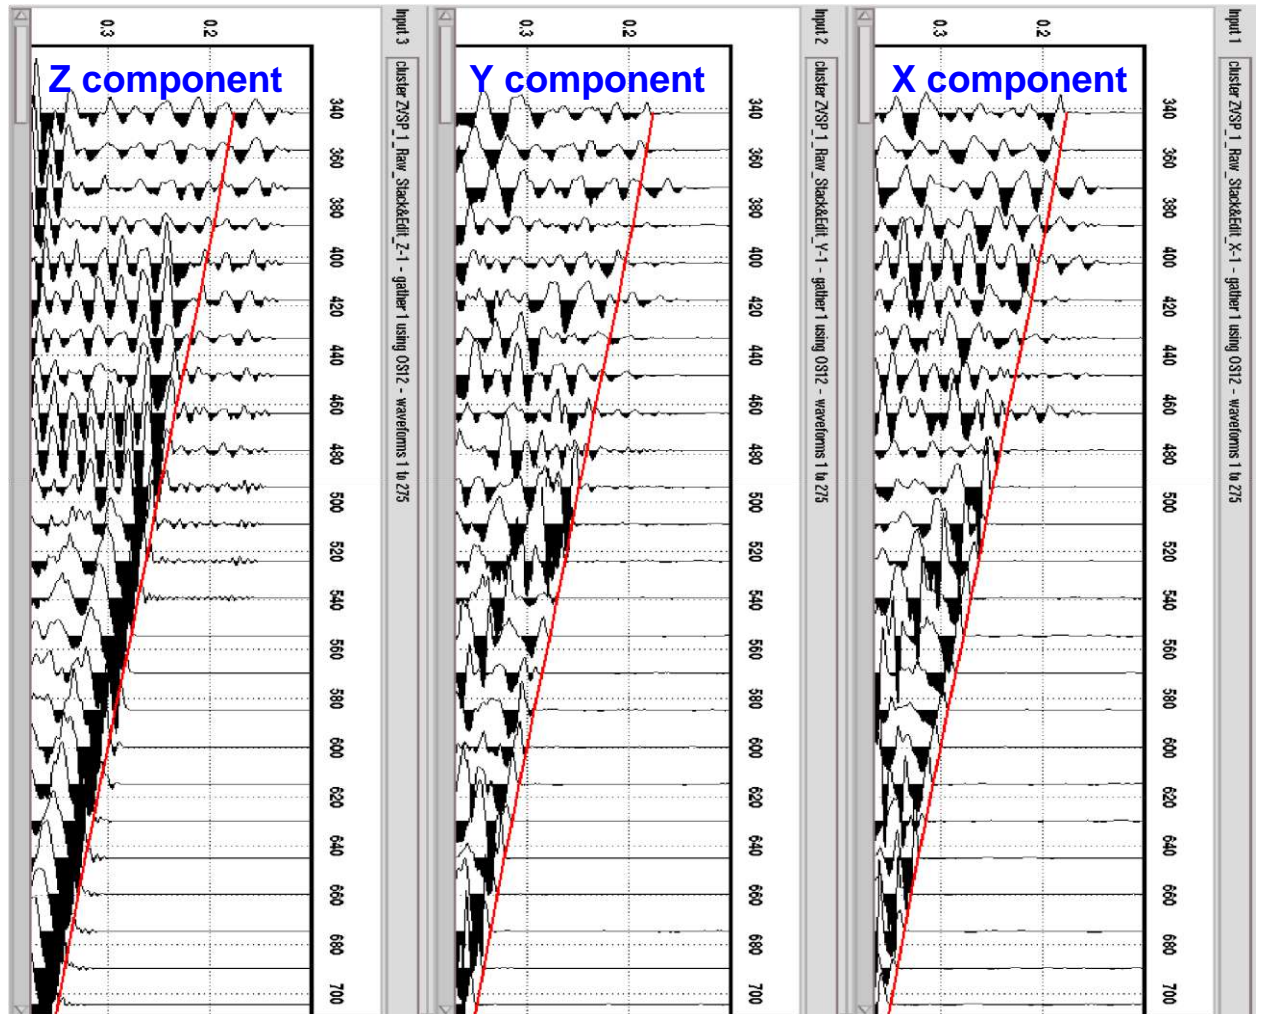 Z component
Y component
X component
Input 1 cluster ZVSP_1_Raw_Stack&Edit_X-1 - gather 1 using OS12 - waveforms 1 to 275
340 360 380 400 420 440 460 480 500 520 540 560 580 600 620 640 660 680 700
0.2
0.3
Input 2 cluster ZVSP_1_Raw_Stack&Edit_Y-1 - gather 1 using OS12 - waveforms 1 to 275
340 360 380 400 420 440 460 480 500 520 540 560 580 600 620 640 660 680 700
0.2
0.3
Input 3 cluster ZVSP_1_Raw_Stack&Edit_Z-1 - gather 1 using OS12 - waveforms 1 to 275
340 360 380 400 420 440 460 480 500 520 540 560 580 600 620 640 660 680 700
0.2
0.3